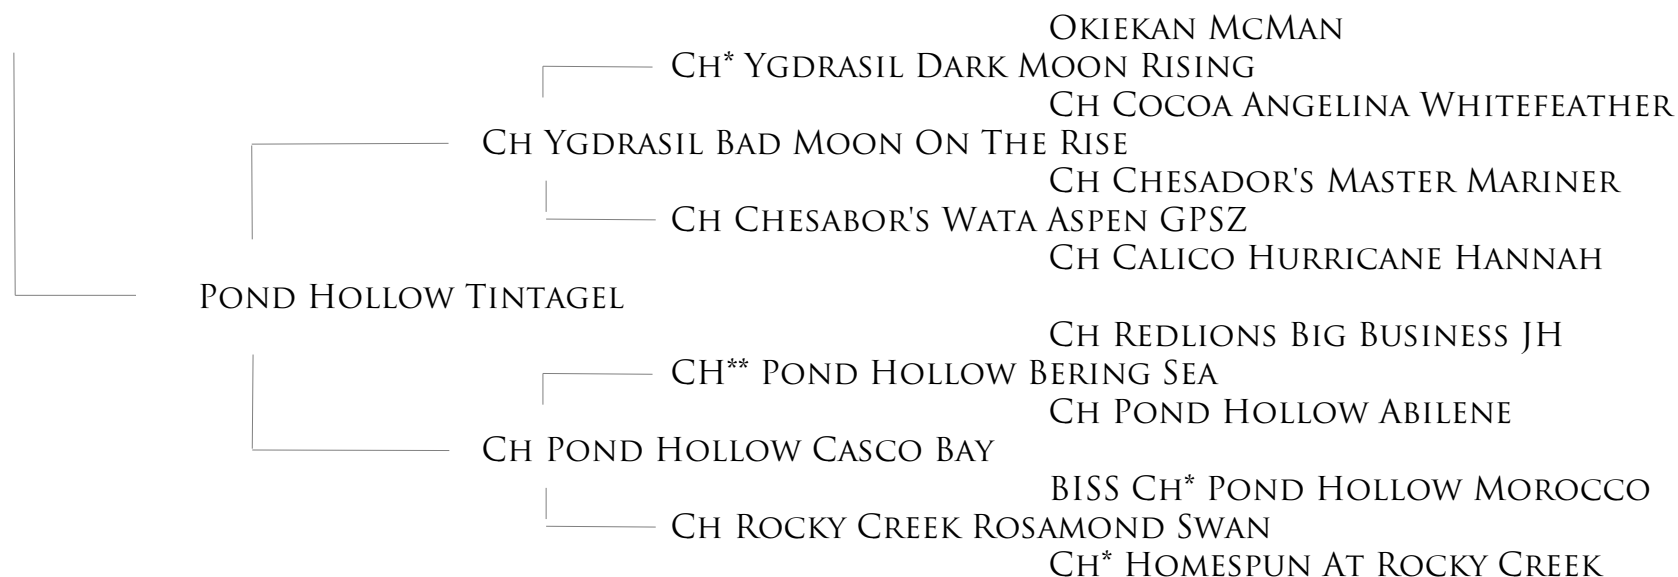 Okiekan McMan
Ch* Ygdrasil Dark Moon Rising
Ch Cocoa Angelina Whitefeather
Ch Ygdrasil Bad Moon On The Rise
Ch Chesador's Master Mariner
Ch Chesabor's Wata Aspen GPSZ
Ch Calico Hurricane Hannah
Pond Hollow Tintagel
Ch Redlions Big Business JH
CH** Pond Hollow Bering Sea
Ch Pond Hollow Abilene
Ch Pond Hollow Casco Bay
BISS Ch* Pond Hollow Morocco
Ch Rocky Creek Rosamond Swan
Ch* Homespun At Rocky Creek